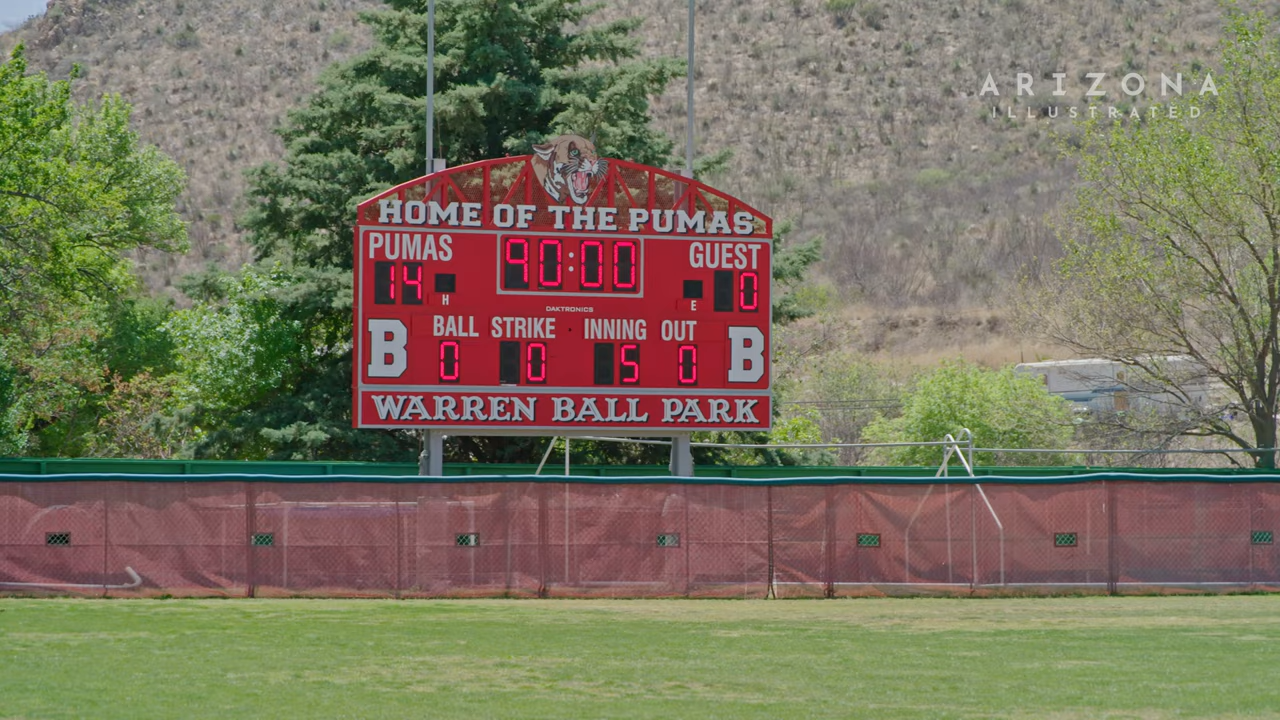 ARIZONA
ILLUSTRATED
HOME OF THE PUMAS
PUMAS 90:00 GUEST
14 H E 0
DAKTRONICS
B BALL STRIKE INNING OUT B
0 0 5 0
WARREN BALL PARK